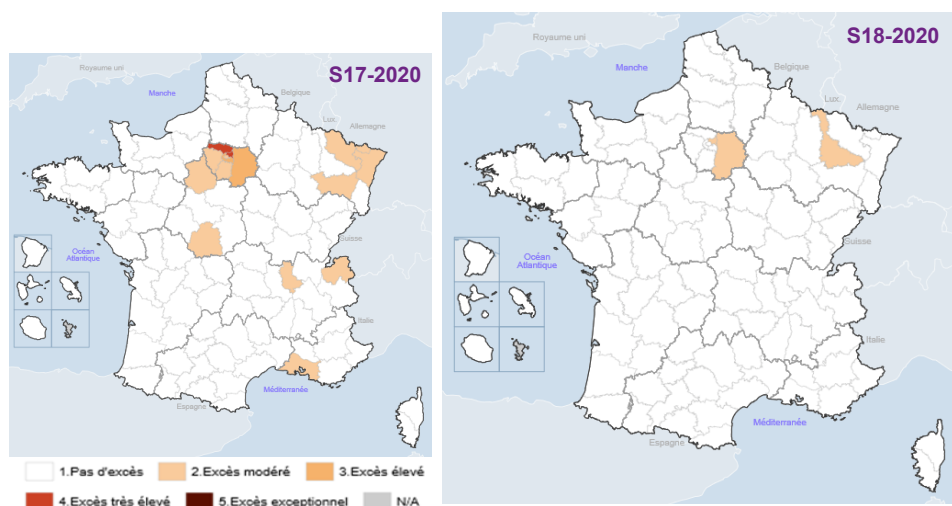 S17-2020
Royaume uni
Manche
Belgique
Lux.
Allemagne
Suisse
Océan
Atlantique
Italie
Méditerranée
Espagne
1.Pas d'excès
2.Excès modéré
3.Excès élevé
4.Excès très élevé
5.Excès exceptionnel
N/A
S18-2020
Royaume uni
Manche
Belgique
Lux.
Allemagne
Suisse
Océan
Atlantique
Italie
Méditerranée
Espagne